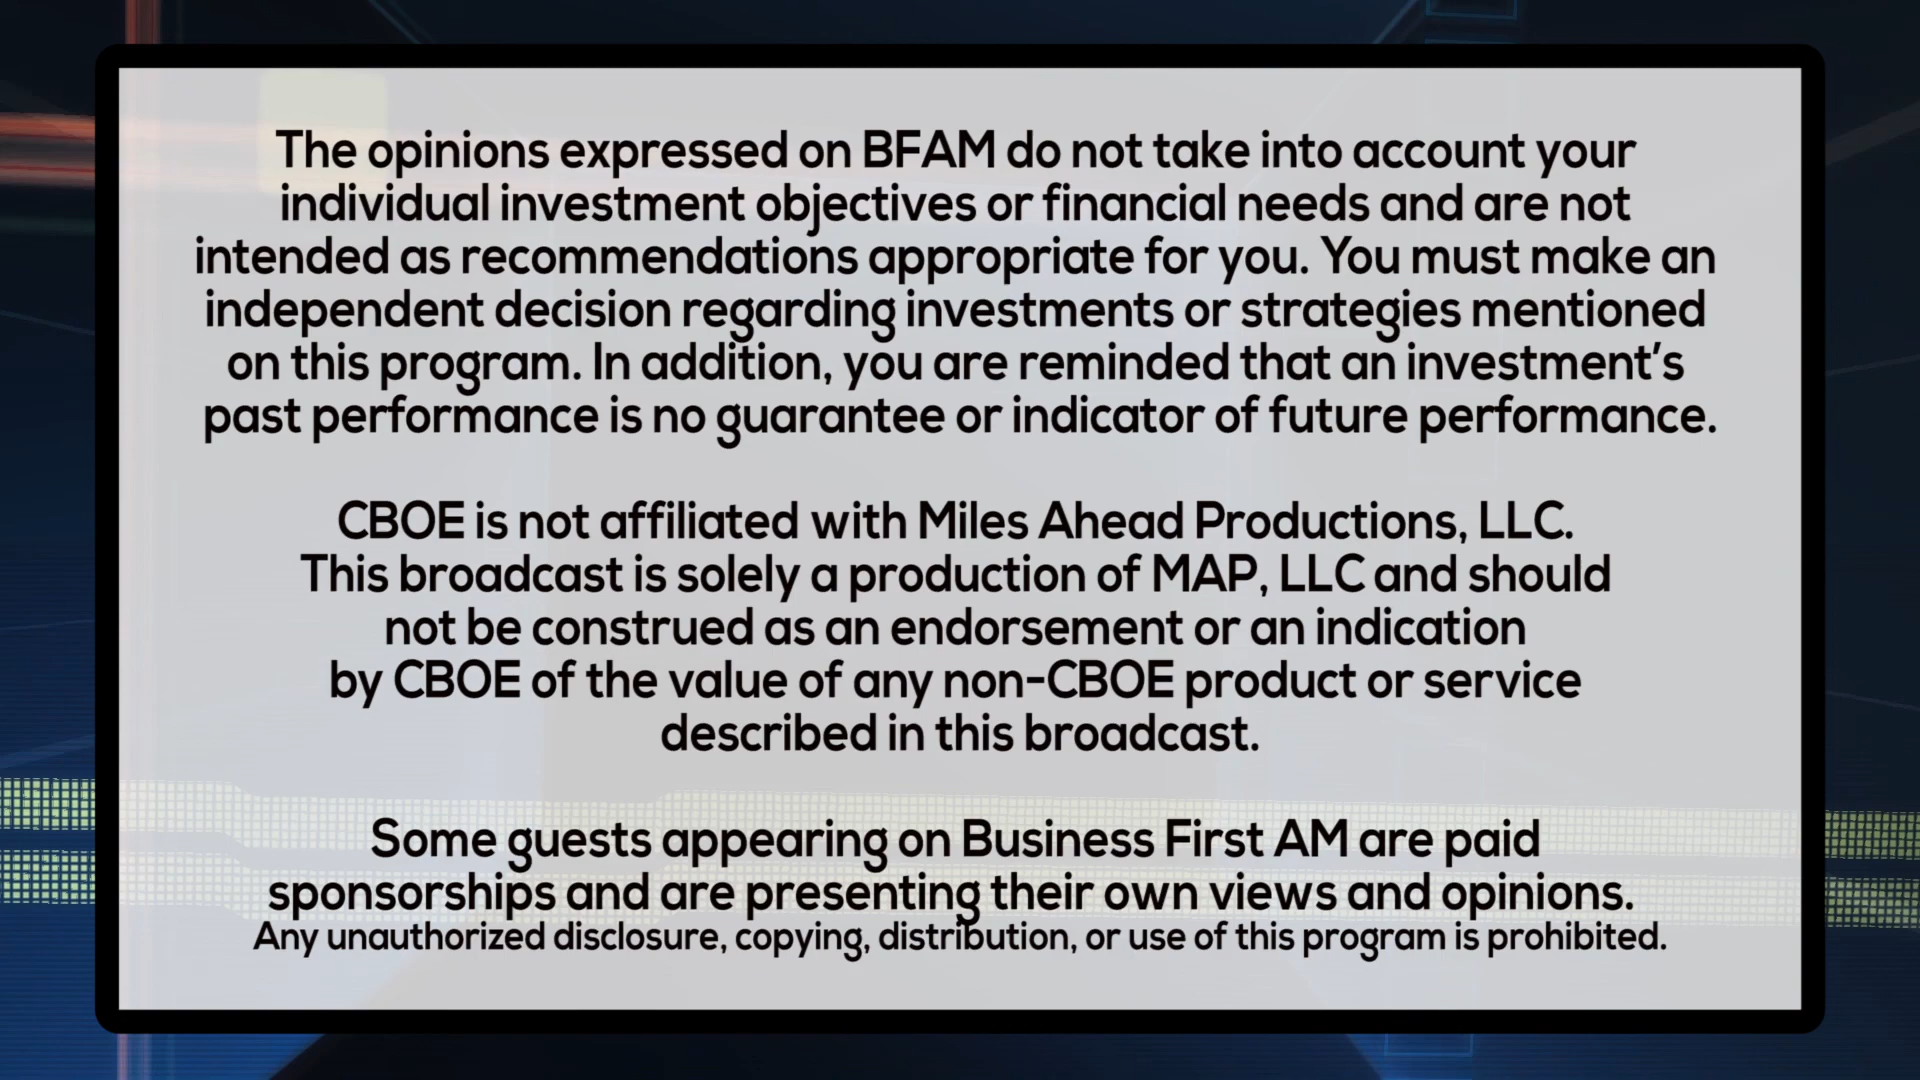 The opinions expressed on BFAM do not take into account your
individual investment objectives or financial needs and are not
intended as recommendations appropriate for you. You must make an
independent decision regarding investments or strategies mentioned
on this program. In addition, you are reminded that an investment’s
past performance is no guarantee or indicator of future performance.
CBOE is not affiliated with Miles Ahead Productions, LLC.
This broadcast is solely a production of MAP, LLC and should
not be construed as an endorsement or an indication
by CBOE of the value of any non-CBOE product or service
described in this broadcast.
Some guests appearing on Business First AM are paid
sponsorships and are presenting their own views and opinions.
Any unauthorized disclosure, copying, distribution, or use of this program is prohibited.